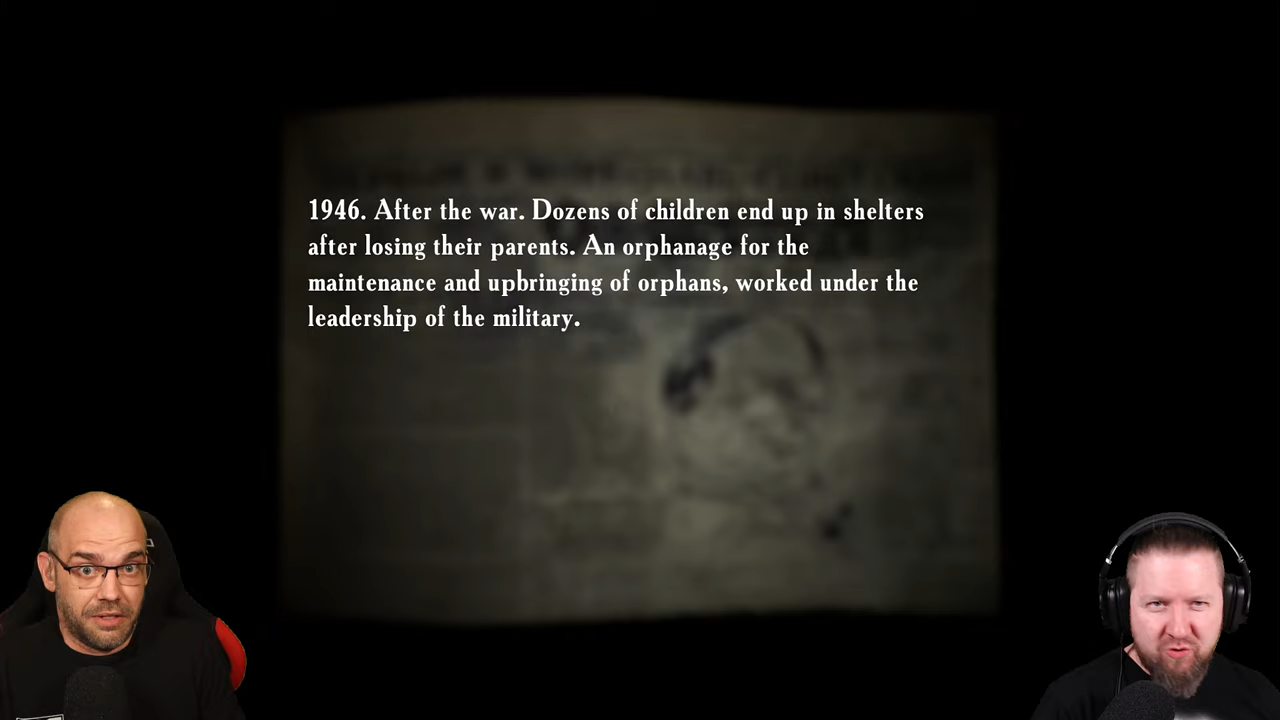 1946. After the war. Dozens of children end up in shelters
after losing their parents. An orphanage for the
maintenance and upbringing of orphans, worked under the
leadership of the military.